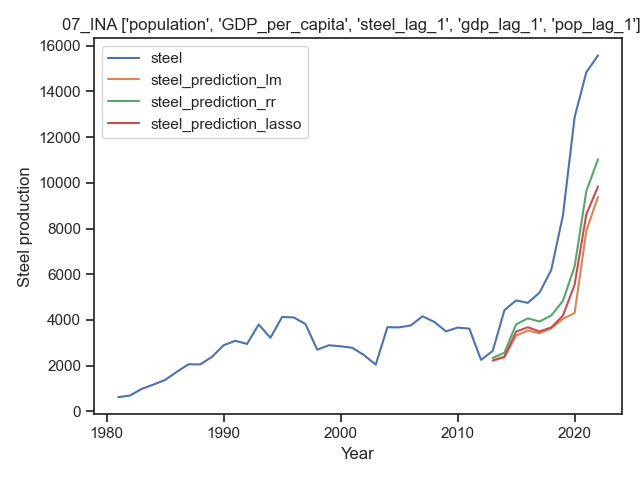 07_INA ['population', 'GDP_per_capita', 'steel_lag_1', 'gdp_lag_1', 'pop_lag_1']
steel
steel_prediction_lm
steel_prediction_rr
steel_prediction_lasso
Steel production
16000
14000
12000
10000
8000
6000
4000
2000
0
1980
1990
2000
2010
2020
Year